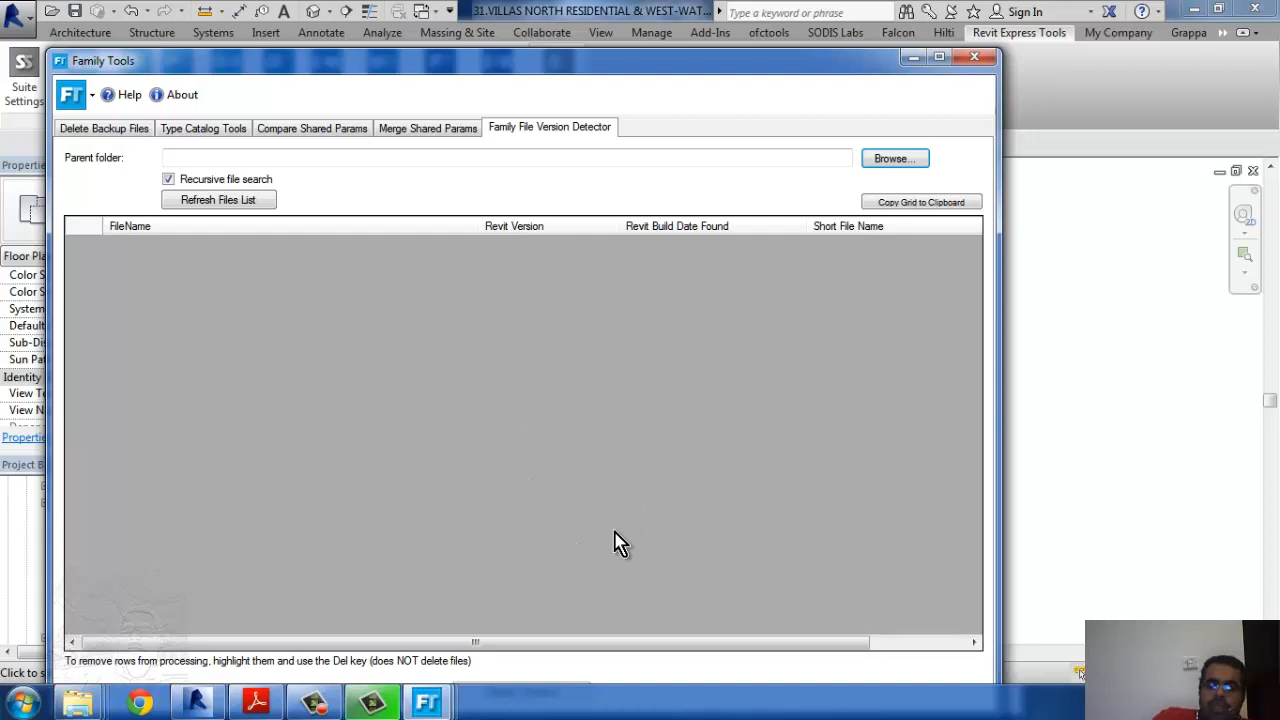 31.VILLAS NORTH RESIDENTIAL & WEST-WAT...
Type a keyword or phrase
Sign In
Architecture Structure Systems Insert Annotate Analyze Massing & Site Collaborate View Manage Add-Ins ofctools SODIS Labs Falcon Hilti Revit Express Tools My Company Grappa
Suite
Settings
FT Family Tools
FT Help About
Delete Backup Files Type Catalog Tools Compare Shared Params Merge Shared Params Family File Version Detector
Parent folder: Browse...
Recursive file search
Refresh Files List Copy Grid to Clipboard
FileName Revit Version Revit Build Date Found Short File Name
To remove rows from processing, highlight them and use the Del key (does NOT delete files)
Properti
Floor Pla
Color S
Color S
System
Default
Sub-Di
Sun Pat
Identity
View Te
View N
Properti
Project B
2D
Click to s
FT